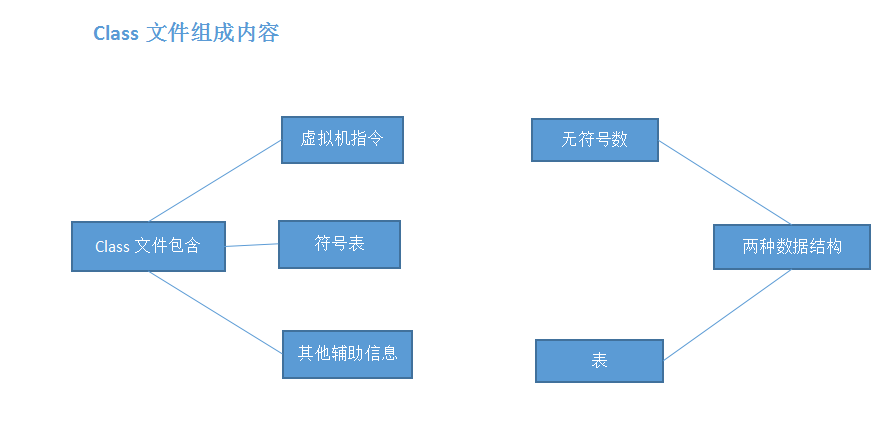 Class 文件组成内容
虚拟机指令
无符号数
Class 文件包含
符号表
两种数据结构
其他辅助信息
表